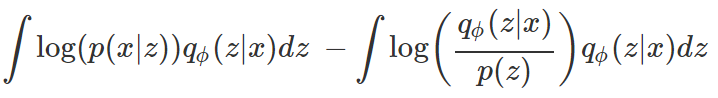 ∫ log(p(x|z))q_ϕ(z|x)dz − ∫ log(q_ϕ(z|x)/p(z)) q_ϕ(z|x)dz